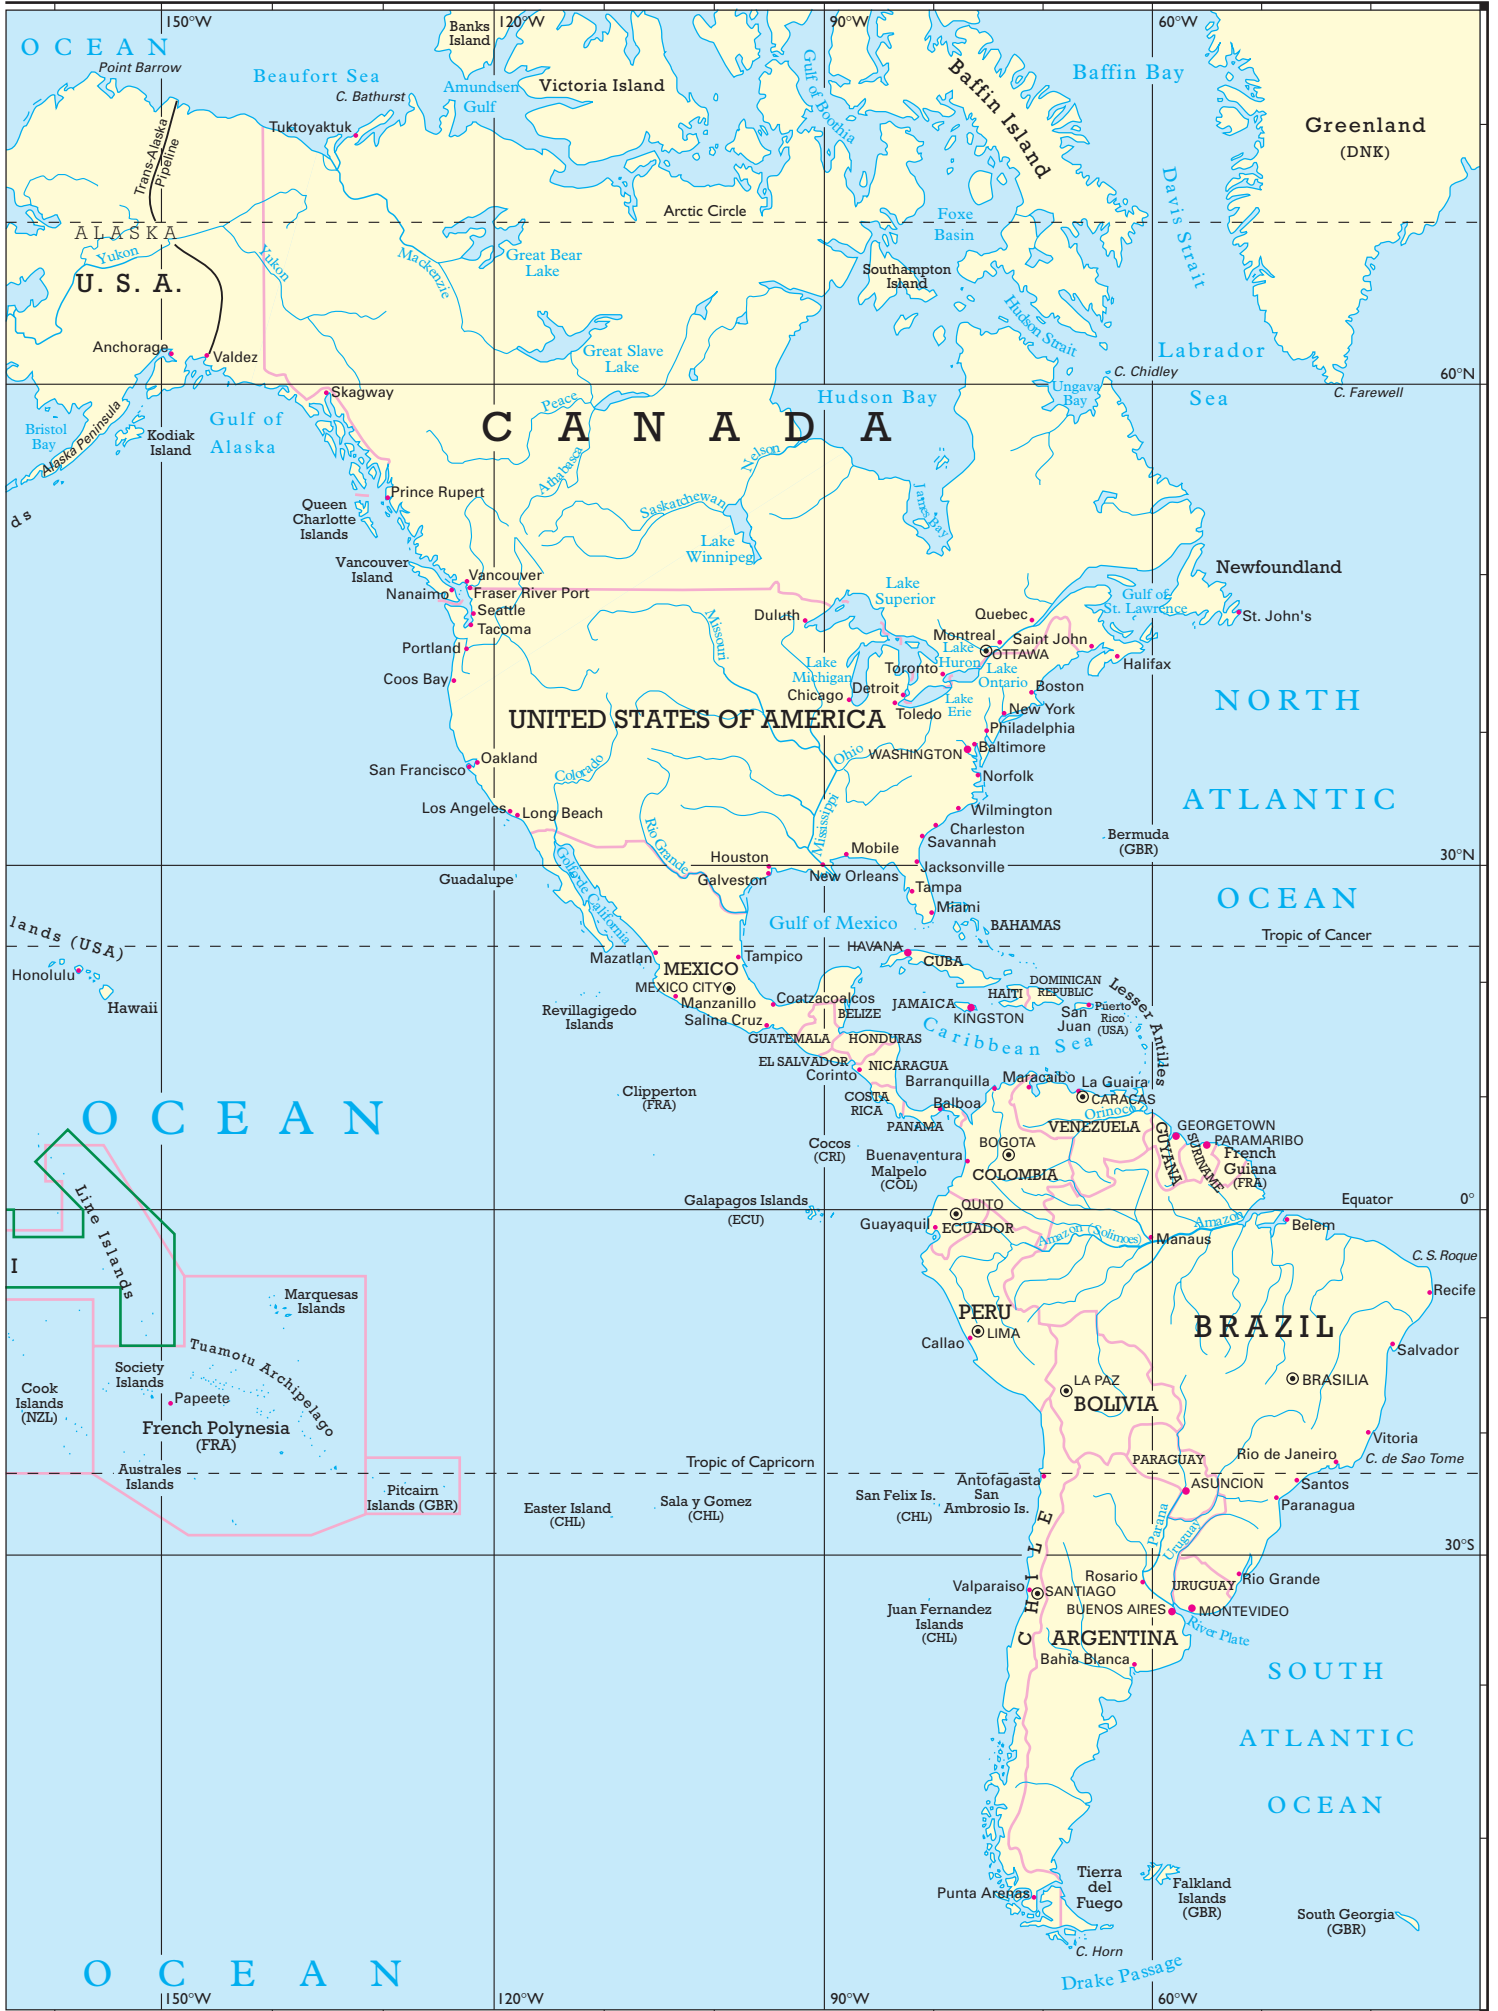 150°W
120°W
90°W
60°W
OCEAN
Point Barrow
Beaufort Sea
C. Bathurst
Banks
Island
Amundsen
Gulf
Victoria Island
Gulf of Boothia
Baffin Island
Baffin Bay
Greenland
(DNK)
Tuktoyaktuk
Trans-Alaska
Pipeline
Arctic Circle
Davis Strait
Foxe
Basin
ALASKA
Yukon
Yukon
U. S. A.
Mackenzie
Great Bear
Lake
Southampton
Island
Hudson Strait
Anchorage
Valdez
Great Slave
Lake
Labrador
Sea
C. Chidley
60°N
C. Farewell
Skagway
Ungava
Bay
Peace
Hudson Bay
Bristol
Bay
Alaska Peninsula
Kodiak
Island
Gulf of
Alaska
CANADA
Athabasca
Nelson
Prince Rupert
Queen
Charlotte
Islands
Saskatchewan
James Bay
ds
Lake
Winnipeg
Vancouver
Island
Newfoundland
Vancouver
Nanaimo
Fraser River Port
Seattle
Tacoma
Portland
Coos Bay
Missouri
Duluth
Lake
Superior
Quebec
Gulf of
St. Lawrence
St. John's
Montreal
Saint John
OTTAWA
Halifax
Lake
Michigan
Lake
Huron
Toronto
Lake
Ontario
Chicago
Detroit
Toledo
Lake
Erie
Boston
New York
Philadelphia
UNITED STATES OF AMERICA
WASHINGTON
Baltimore
Norfolk
NORTH
ATLANTIC
OCEAN
Oakland
San Francisco
Colorado
Ohio
Los Angeles
Long Beach
Wilmington
Charleston
Savannah
Mississippi
Rio Grande
Bermuda
(GBR)
Mobile
Houston
Galveston
New Orleans
Jacksonville
30°N
Guadalupe
Golfo de California
Tampa
Miami
Gulf of Mexico
BAHAMAS
lands (USA)
Tropic of Cancer
HAVANA
CUBA
Mazatlan
Tampico
MEXICO
MEXICO CITY
Honolulu
Hawaii
Revillagigedo
Islands
Manzanillo
Coatzacoalcos
Salina Cruz
BELIZE
JAMAICA
KINGSTON
HAITI
DOMINICAN
REPUBLIC
San
Juan
Puerto
Rico
(USA)
Lesser Antilles
GUATEMALA
HONDURAS
Caribbean Sea
EL SALVADOR
NICARAGUA
Corinto
Clipperton
(FRA)
COSTA
RICA
PANAMA
Balboa
Barranquilla
Maracaibo
La Guaira
CARACAS
Orinoco
VENEZUELA
OCEAN
Cocos
(CRI)
BOGOTA
COLOMBIA
Buenaventura
Malpelo
(COL)
GEORGETOWN
PARAMARIBO
GUYANA
SURINAME
French
Guiana
(FRA)
Line Islands
Galapagos Islands
(ECU)
Equator
0°
QUITO
Guayaquil
ECUADOR
Amazon (Solimoes)
Amazon
Manaus
Belem
C. S. Roque
I
Recife
Marquesas
Islands
PERU
LIMA
Callao
BRAZIL
Salvador
Tuamotu Archipelago
Society
Islands
Cook
Islands
(NZL)
Papeete
French Polynesia
(FRA)
LA PAZ
BOLIVIA
BRASILIA
Vitoria
Rio de Janeiro
C. de Sao Tome
PARAGUAY
Australes
Islands
Tropic of Capricorn
Pitcairn
Islands (GBR)
Easter Island
(CHL)
Sala y Gomez
(CHL)
San Felix Is.
(CHL)
Antofagasta
San
Ambrosio Is.
ASUNCION
Santos
Paranagua
Parana
Uruguay
30°S
CHILE
Valparaiso
SANTIAGO
Rosario
URUGUAY
Rio Grande
BUENOS AIRES
MONTEVIDEO
Juan Fernandez
Islands
(CHL)
River Plate
ARGENTINA
Bahia Blanca
SOUTH
ATLANTIC
OCEAN
Punta Arenas
Tierra
del
Fuego
Falkland
Islands
(GBR)
South Georgia
(GBR)
C. Horn
Drake Passage
OCEAN
150°W
120°W
90°W
60°W